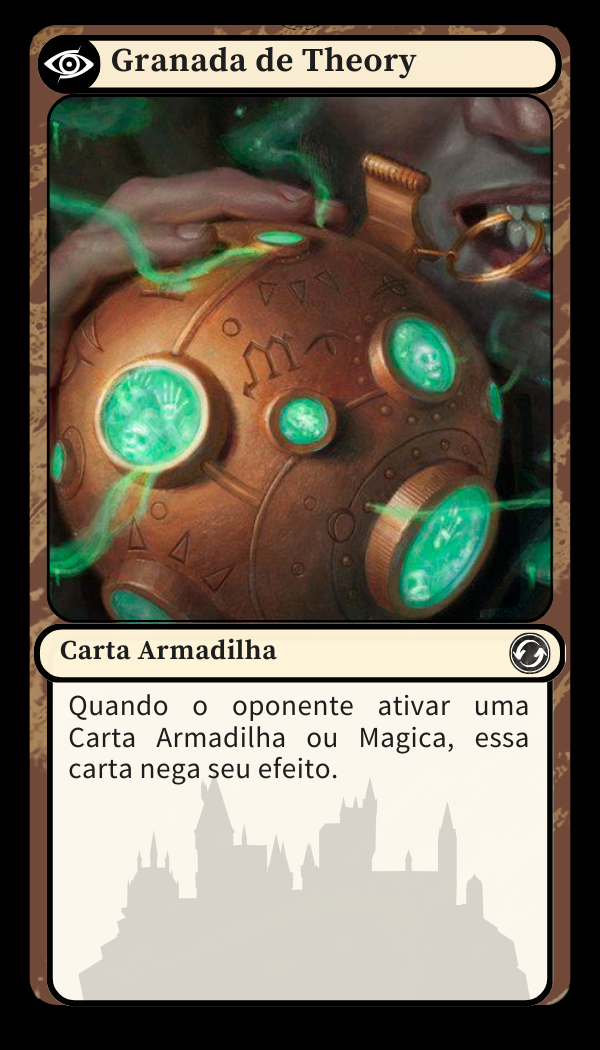 Granada de Theory
Carta Armadilha
Quando o oponente ativar uma
Carta Armadilha ou Magica, essa
carta nega seu efeito.